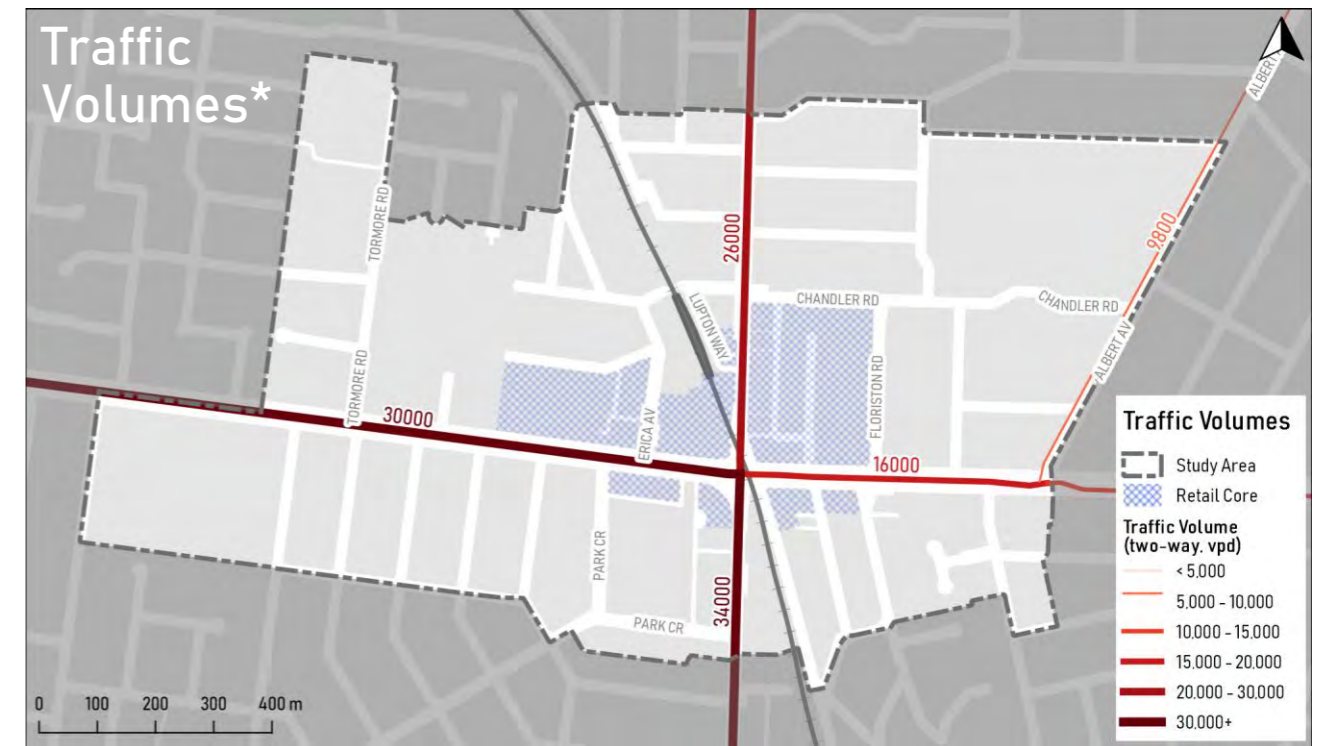 Traffic
Volumes*
ALBERT
TORMORE RD
26000
9800
LUPTON WAY
CHANDLER RD
CHANDLER RD
TORMORE RD
30000
ERICA AV
FLORISTON RD
ALBERT AV
16000
PARK CR
34000
PARK CR
Traffic Volumes
Study Area
Retail Core
Traffic Volume
(two-way, vpd)
< 5,000
5,000 - 10,000
10,000 - 15,000
15,000 - 20,000
20,000 - 30,000
30,000+
0 100 200 300 400 m